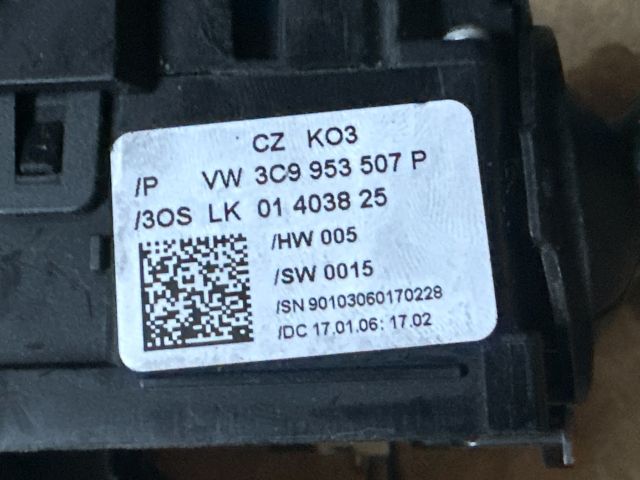 CZ KO3
/P VW 3C9 953 507 P
/3OS LK 01 4038 25
/HW 005
/SW 0015
/SN 90103060170228
/DC 17.01.06: 17.02